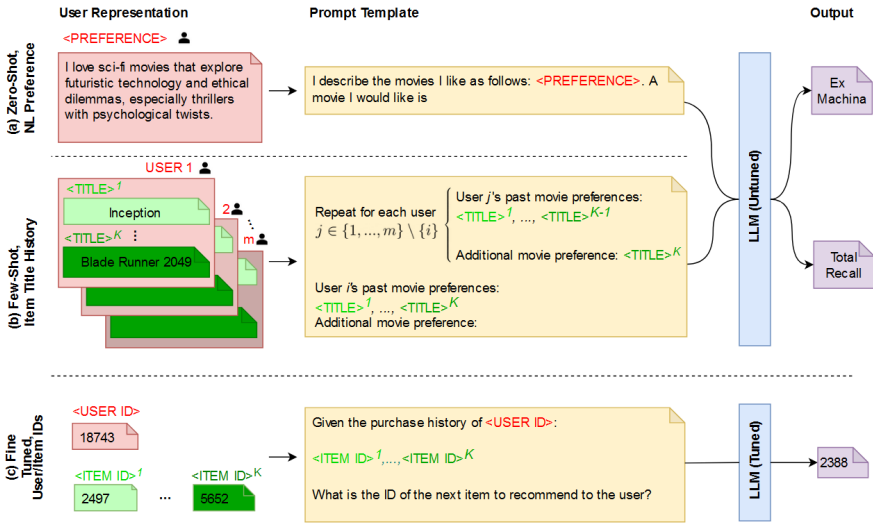 User Representation
Prompt Template
Output
(a) Zero-Shot,
NL Preference
<PREFERENCE>
I love sci-fi movies that explore
futuristic technology and ethical
dilemmas, especially thrillers
with psychological twists.
I describe the movies I like as follows: <PREFERENCE>. A
movie I would like is
LLM (Untuned)
Ex
Machina
(b) Few-Shot,
Item Title History
USER 1
2
m
<TITLE>1
Inception
<TITLE>K
⋮
Blade Runner 2049
Repeat for each user
j ∈ {1, ..., m} \ {i}
User j's past movie preferences:
<TITLE>1, ..., <TITLE>K-1
Additional movie preference: <TITLE>K
User i's past movie preferences:
<TITLE>1, ..., <TITLE>K
Additional movie preference:
Total
Recall
(c) Fine
Tuned,
User/Item IDs
<USER ID>
18743
<ITEM ID>1
<ITEM ID>K
2497
...
5652
Given the purchase history of <USER ID>:
<ITEM ID>1,...,<ITEM ID>K
What is the ID of the next item to recommend to the user?
LLM (Tuned)
2388